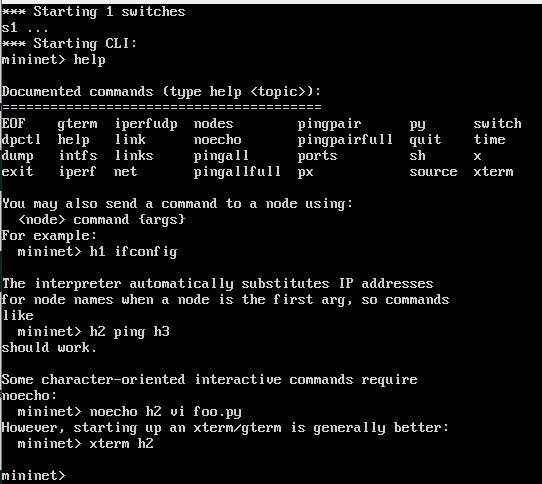 *** Starting 1 switches
s1 ...
*** Starting CLI:
mininet> help
Documented commands (type help <topic>):
========================================
EOF    gterm  iperfudp  nodes        pingpair      py      switch
dpctl  help   link      noecho       pingpairfull  quit    time
dump   intfs  links     pingall      ports         sh      x
exit   iperf  net       pingallfull  px            source  xterm
You may also send a command to a node using:
  <node> command {args}
For example:
  mininet> h1 ifconfig
The interpreter automatically substitutes IP addresses
for node names when a node is the first arg, so commands
like
  mininet> h2 ping h3
should work.
Some character-oriented interactive commands require
noecho:
  mininet> noecho h2 vi foo.py
However, starting up an xterm/gterm is generally better:
  mininet> xterm h2
mininet>